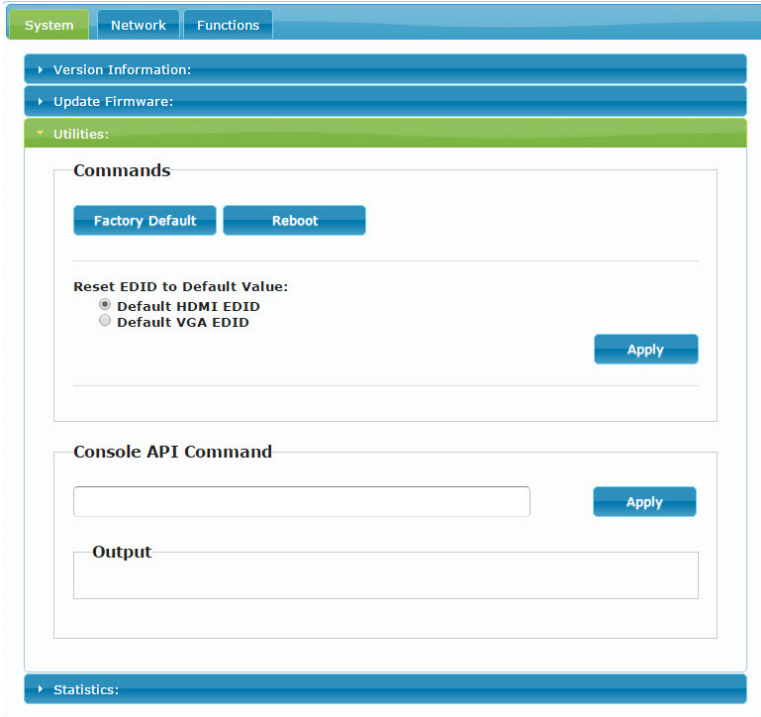 System Network Functions
Version Information:
Update Firmware:
Utilities:
Commands
Factory Default Reboot
Reset EDID to Default Value:
Default HDMI EDID
Default VGA EDID
Apply
Console API Command
Apply
Output
Statistics: